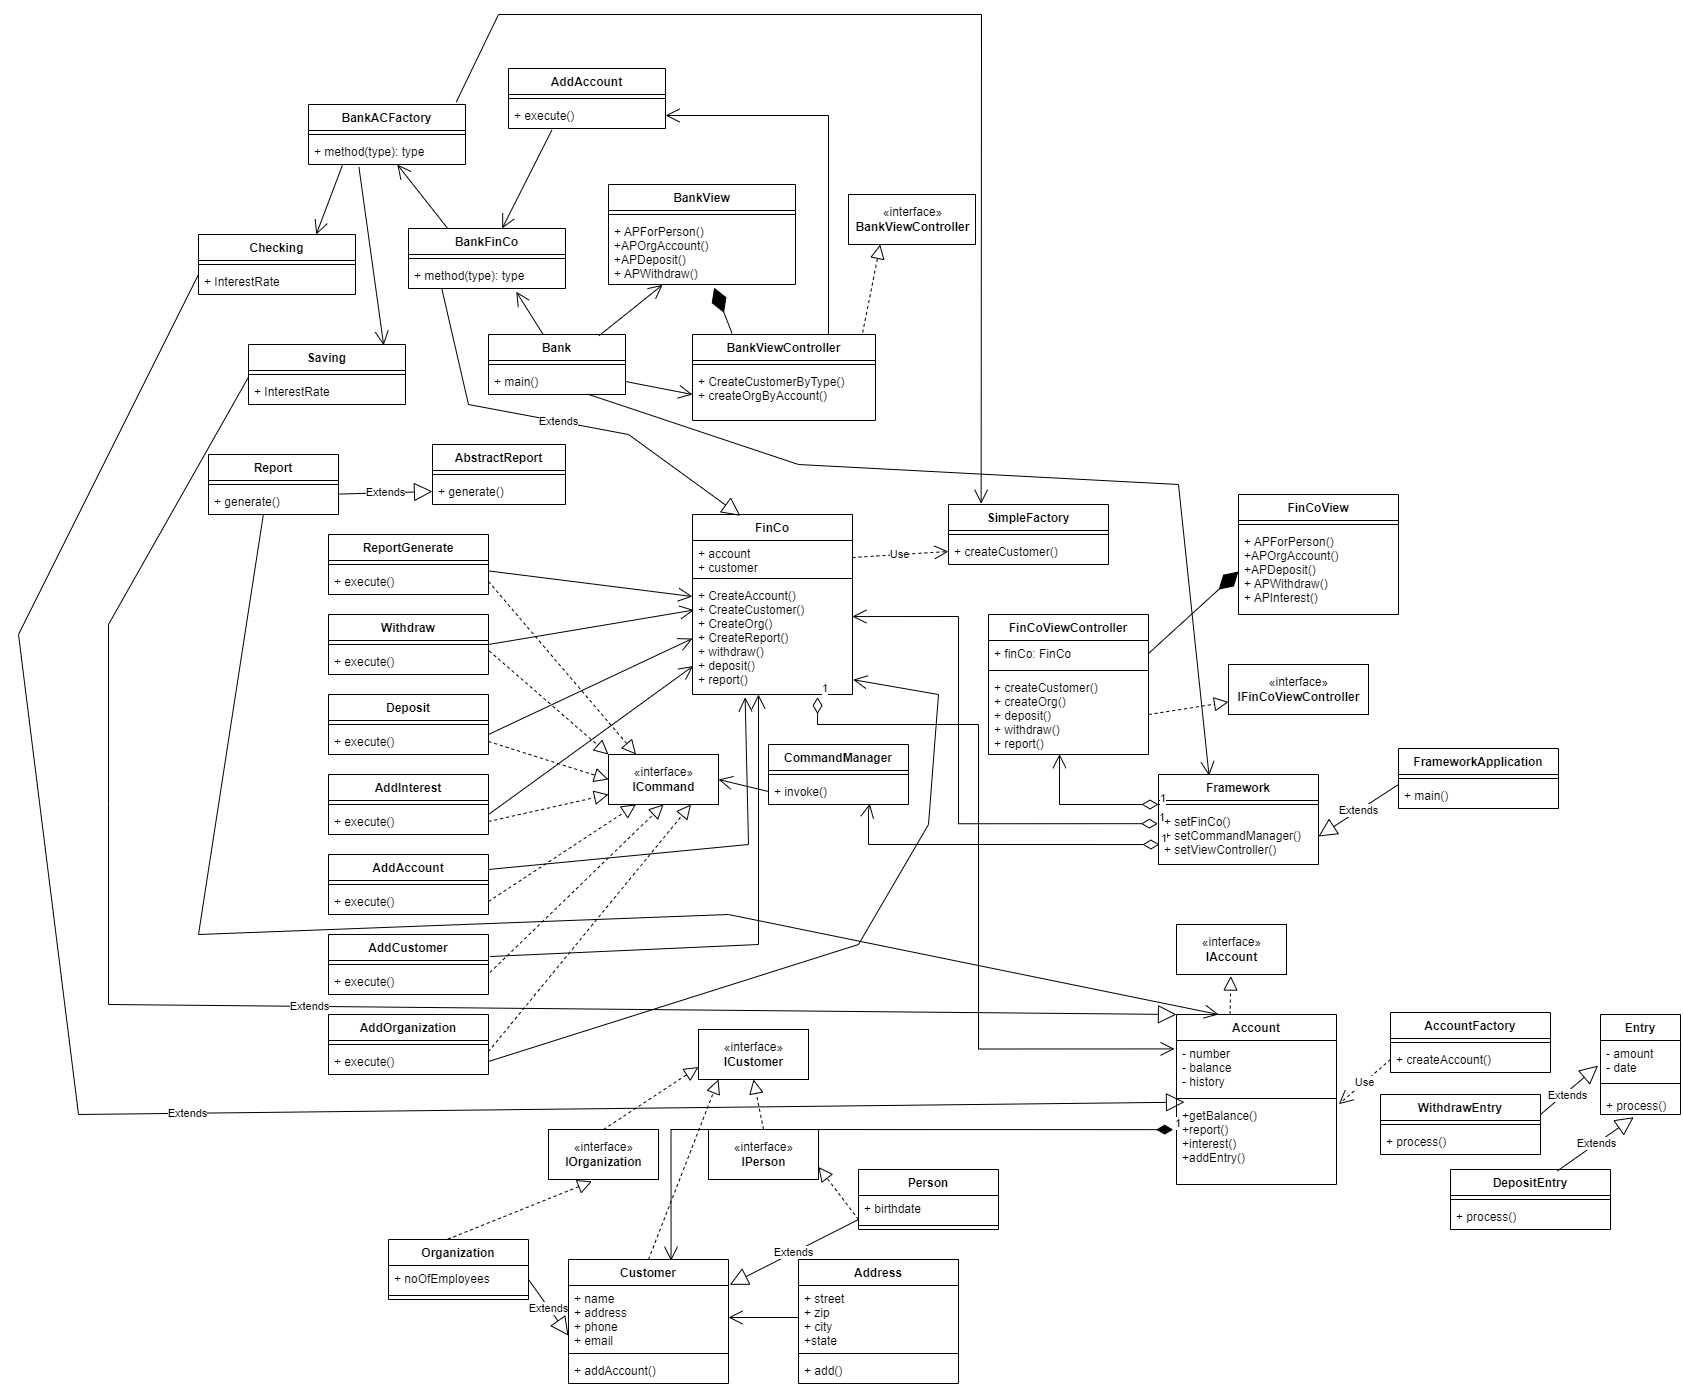 AddAccount
+ execute()
BankACFactory
+ method(type): type
BankView
+ APForPerson()
+APOrgAccount()
+APDeposit()
+ APWithdraw()
«interface»
BankViewController
Checking
+ InterestRate
BankFinCo
+ method(type): type
Saving
+ InterestRate
Bank
+ main()
BankViewController
+ CreateCustomerByType()
+ createOrgByAccount()
Extends
Report
+ generate()
Extends
AbstractReport
+ generate()
FinCo
+ account
+ customer
+ CreateAccount()
+ CreateCustomer()
+ CreateOrg()
+ CreateReport()
+ withdraw()
+ deposit()
+ report()
1
Use
SimpleFactory
+ createCustomer()
FinCoView
+ APForPerson()
+APOrgAccount()
+APDeposit()
+ APWithdraw()
+ APInterest()
ReportGenerate
+ execute()
Withdraw
+ execute()
Deposit
+ execute()
AddInterest
+ execute()
AddAccount
+ execute()
AddCustomer
+ execute()
AddOrganization
+ execute()
«interface»
ICommand
CommandManager
+ invoke()
FinCoViewController
+ finCo: FinCo
+ createCustomer()
+ createOrg()
+ deposit()
+ withdraw()
+ report()
«interface»
IFinCoViewController
Framework
+ setFinCo()
+ setCommandManager()
+ setViewController()
1
1
1
Extends
FrameworkApplication
+ main()
«interface»
IAccount
Extends
Extends
Account
- number
- balance
- history
+getBalance()
+report()
+interest()
+addEntry()
1
Use
AccountFactory
+ createAccount()
Entry
- amount
- date
+ process()
Extends
WithdrawEntry
+ process()
Extends
DepositEntry
+ process()
«interface»
ICustomer
«interface»
IOrganization
«interface»
IPerson
Person
+ birthdate
Extends
Organization
+ noOfEmployees
Extends
Customer
+ name
+ address
+ phone
+ email
+ addAccount()
Address
+ street
+ zip
+ city
+state
+ add()